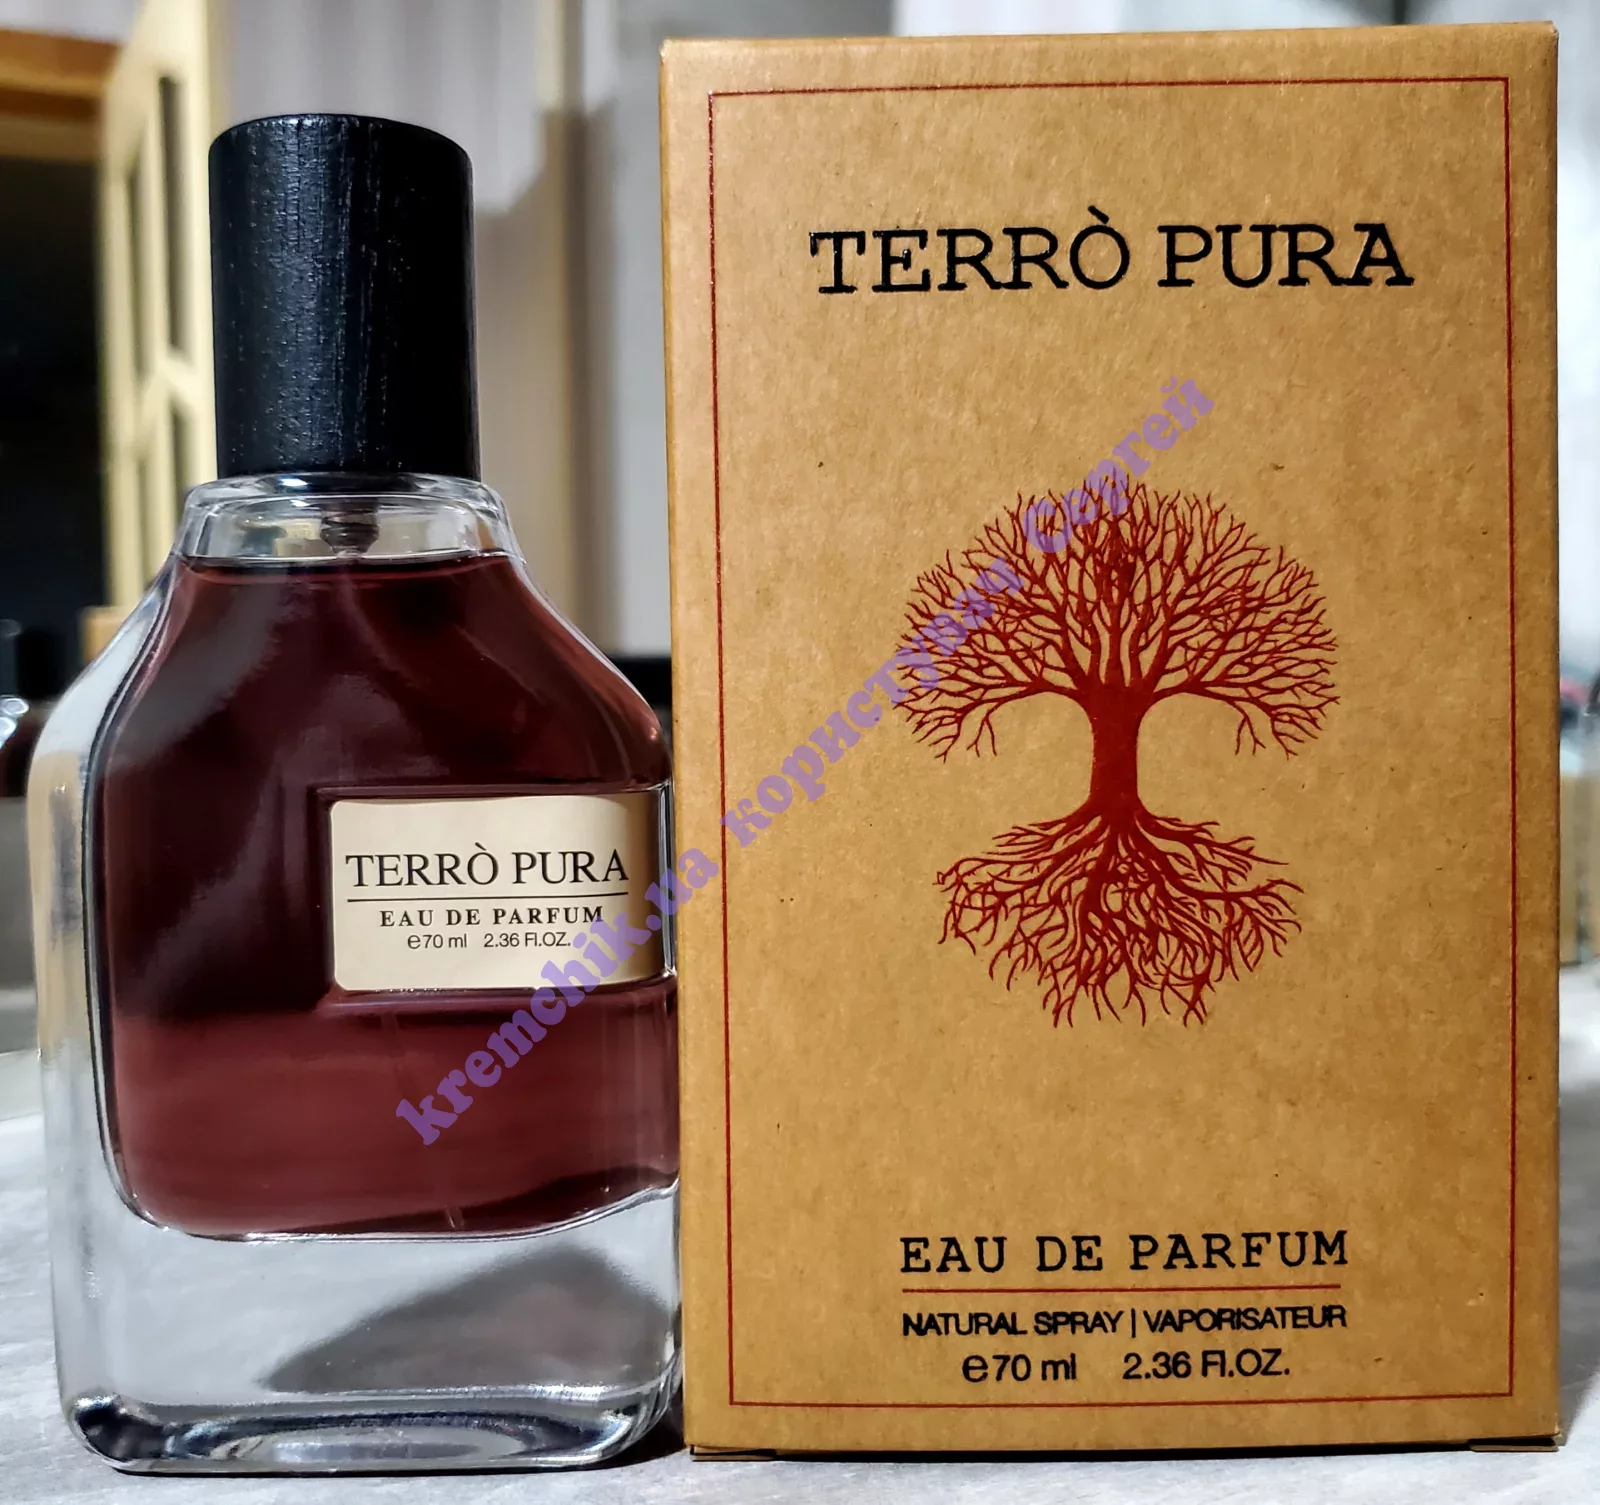 TERRÒ PURA
EAU DE PARFUM
℮70 ml 2.36 Fl.OZ.
TERRÒ PURA
EAU DE PARFUM
NATURAL SPRAY | VAPORISATEUR
℮70 ml 2.36 Fl.OZ.
kremchik.ua користувач Сергей